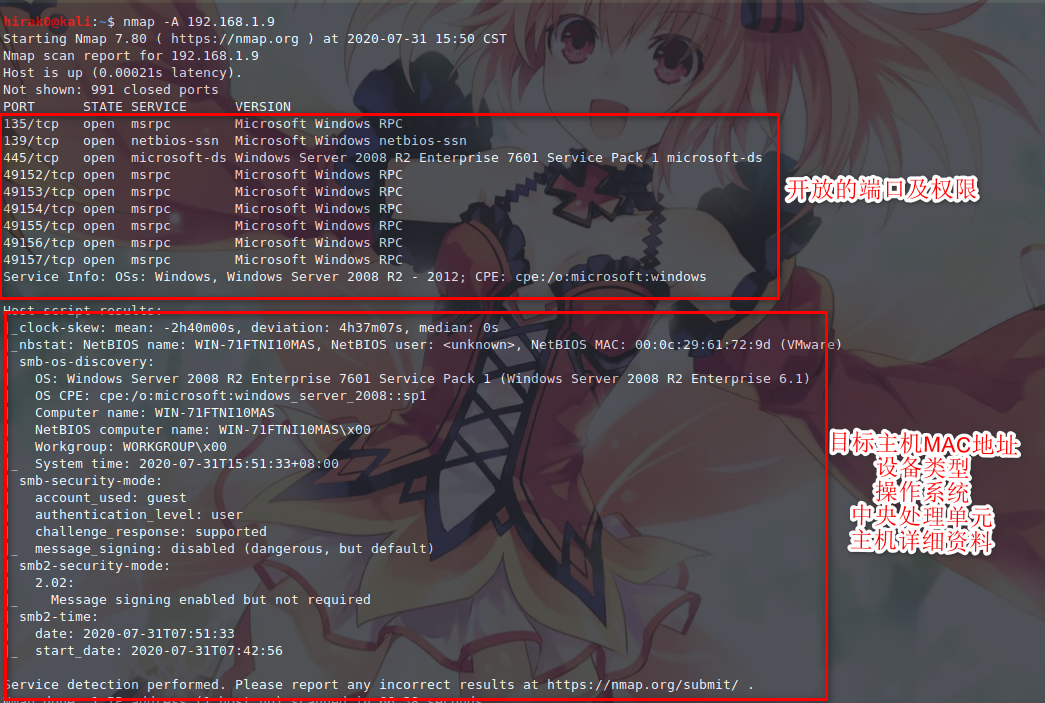 hirak0@kali:~$ nmap -A 192.168.1.9
Starting Nmap 7.80 ( https://nmap.org ) at 2020-07-31 15:50 CST
Nmap scan report for 192.168.1.9
Host is up (0.00021s latency).
Not shown: 991 closed ports
PORT      STATE SERVICE      VERSION
135/tcp   open  msrpc        Microsoft Windows RPC
139/tcp   open  netbios-ssn  Microsoft Windows netbios-ssn
445/tcp   open  microsoft-ds Windows Server 2008 R2 Enterprise 7601 Service Pack 1 microsoft-ds
49152/tcp open  msrpc        Microsoft Windows RPC
49153/tcp open  msrpc        Microsoft Windows RPC
49154/tcp open  msrpc        Microsoft Windows RPC
49155/tcp open  msrpc        Microsoft Windows RPC
49156/tcp open  msrpc        Microsoft Windows RPC
49157/tcp open  msrpc        Microsoft Windows RPC
Service Info: OSs: Windows, Windows Server 2008 R2 - 2012; CPE: cpe:/o:microsoft:windows
开放的端口及权限
Host script results:
_clock-skew: mean: -2h40m00s, deviation: 4h37m07s, median: 0s
_nbstat: NetBIOS name: WIN-71FTNI10MAS, NetBIOS user: <unknown>, NetBIOS MAC: 00:0c:29:61:72:9d (VMware)
smb-os-discovery:
OS: Windows Server 2008 R2 Enterprise 7601 Service Pack 1 (Windows Server 2008 R2 Enterprise 6.1)
OS CPE: cpe:/o:microsoft:windows_server_2008::sp1
Computer name: WIN-71FTNI10MAS
NetBIOS computer name: WIN-71FTNI10MAS\x00
Workgroup: WORKGROUP\x00
_ System time: 2020-07-31T15:51:33+08:00
smb-security-mode:
account_used: guest
authentication_level: user
challenge_response: supported
_ message_signing: disabled (dangerous, but default)
smb2-security-mode:
2.02:
_ Message signing enabled but not required
smb2-time:
date: 2020-07-31T07:51:33
_ start_date: 2020-07-31T07:42:56
目标主机MAC地址
设备类型
操作系统
中央处理单元
主机详细资料
Service detection performed. Please report any incorrect results at https://nmap.org/submit/ .